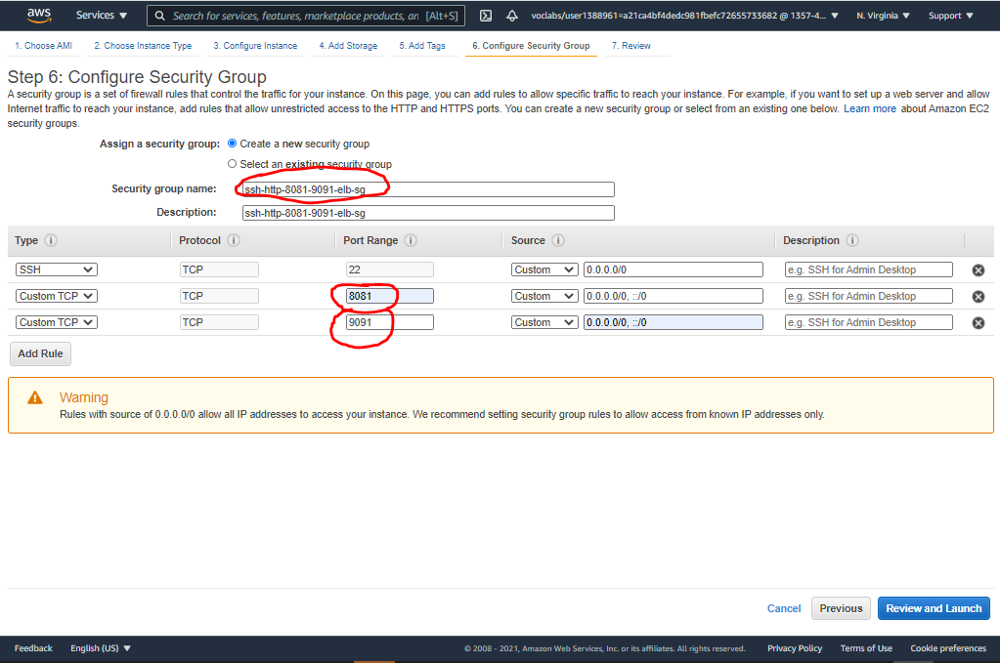 aws Services Search for services, features, marketplace products, an [Alt+S] voclabs/user1388961=a21ca4bf4dedc981fbefc72655733682 @ 1357-4... N. Virginia Support
1. Choose AMI 2. Choose Instance Type 3. Configure Instance 4. Add Storage 5. Add Tags 6. Configure Security Group 7. Review
Step 6: Configure Security Group
A security group is a set of firewall rules that control the traffic for your instance. On this page, you can add rules to allow specific traffic to reach your instance. For example, if you want to set up a web server and allow
Internet traffic to reach your instance, add rules that allow unrestricted access to the HTTP and HTTPS ports. You can create a new security group or select from an existing one below. Learn more about Amazon EC2
security groups.
Assign a security group: Create a new security group
Select an existing security group
Security group name: ssh-http-8081-9091-elb-sg
Description: ssh-http-8081-9091-elb-sg
Type Protocol Port Range Source Description
SSH TCP 22 Custom 0.0.0.0/0 e.g. SSH for Admin Desktop
Custom TCP TCP 8081 Custom 0.0.0.0/0, ::/0 e.g. SSH for Admin Desktop
Custom TCP TCP 9091 Custom 0.0.0.0/0, ::/0 e.g. SSH for Admin Desktop
Add Rule
Warning
Rules with source of 0.0.0.0/0 allow all IP addresses to access your instance. We recommend setting security group rules to allow access from known IP addresses only.
Cancel Previous Review and Launch
Feedback English (US) © 2008 - 2021, Amazon Web Services, Inc. or its affiliates. All rights reserved. Privacy Policy Terms of Use Cookie preferences